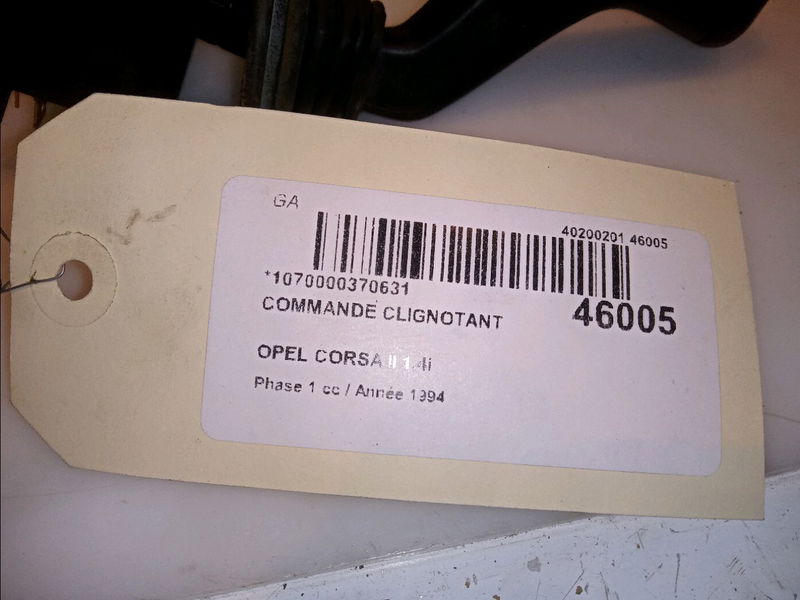 GA
40200201 46005
*1070000370631
COMMANDE CLIGNOTANT
46005
OPEL CORSA II 1.4i
Phase 1 cc / Année 1994